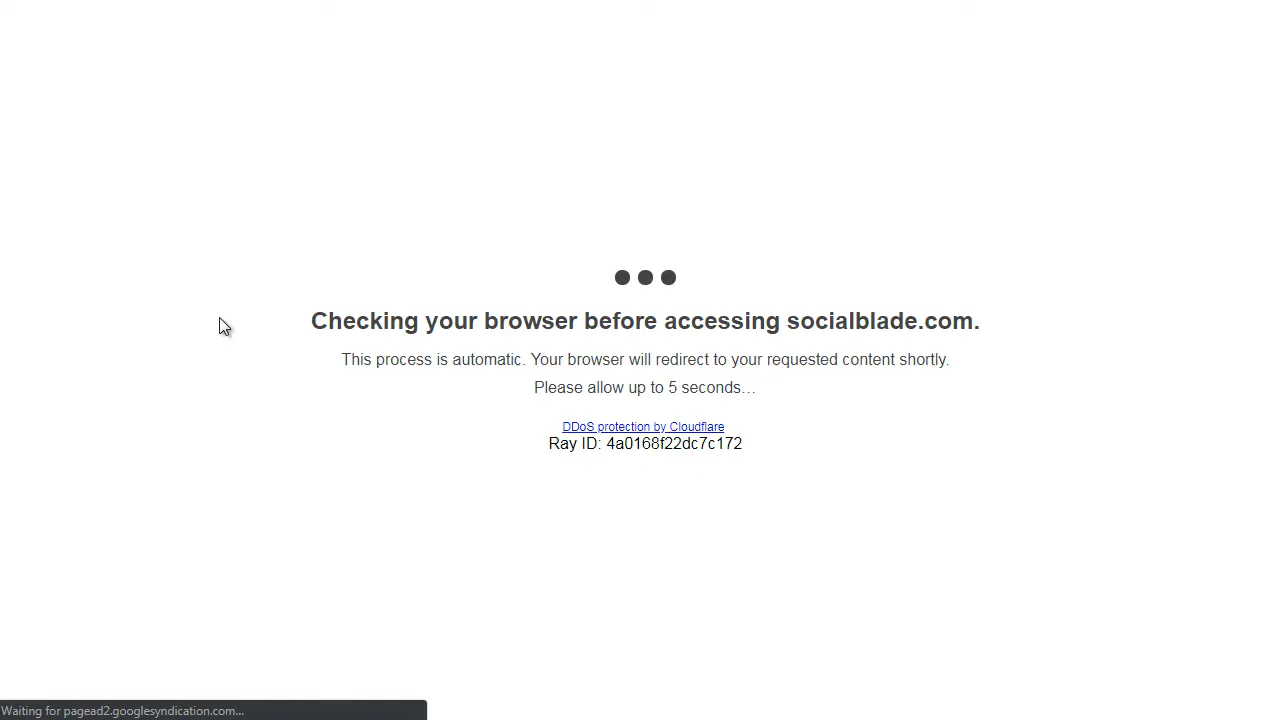 Checking your browser before accessing socialblade.com.
This process is automatic. Your browser will redirect to your requested content shortly.
Please allow up to 5 seconds…
DDoS protection by Cloudflare
Ray ID: 4a0168f22dc7c172
Waiting for pagead2.googlesyndication.com...